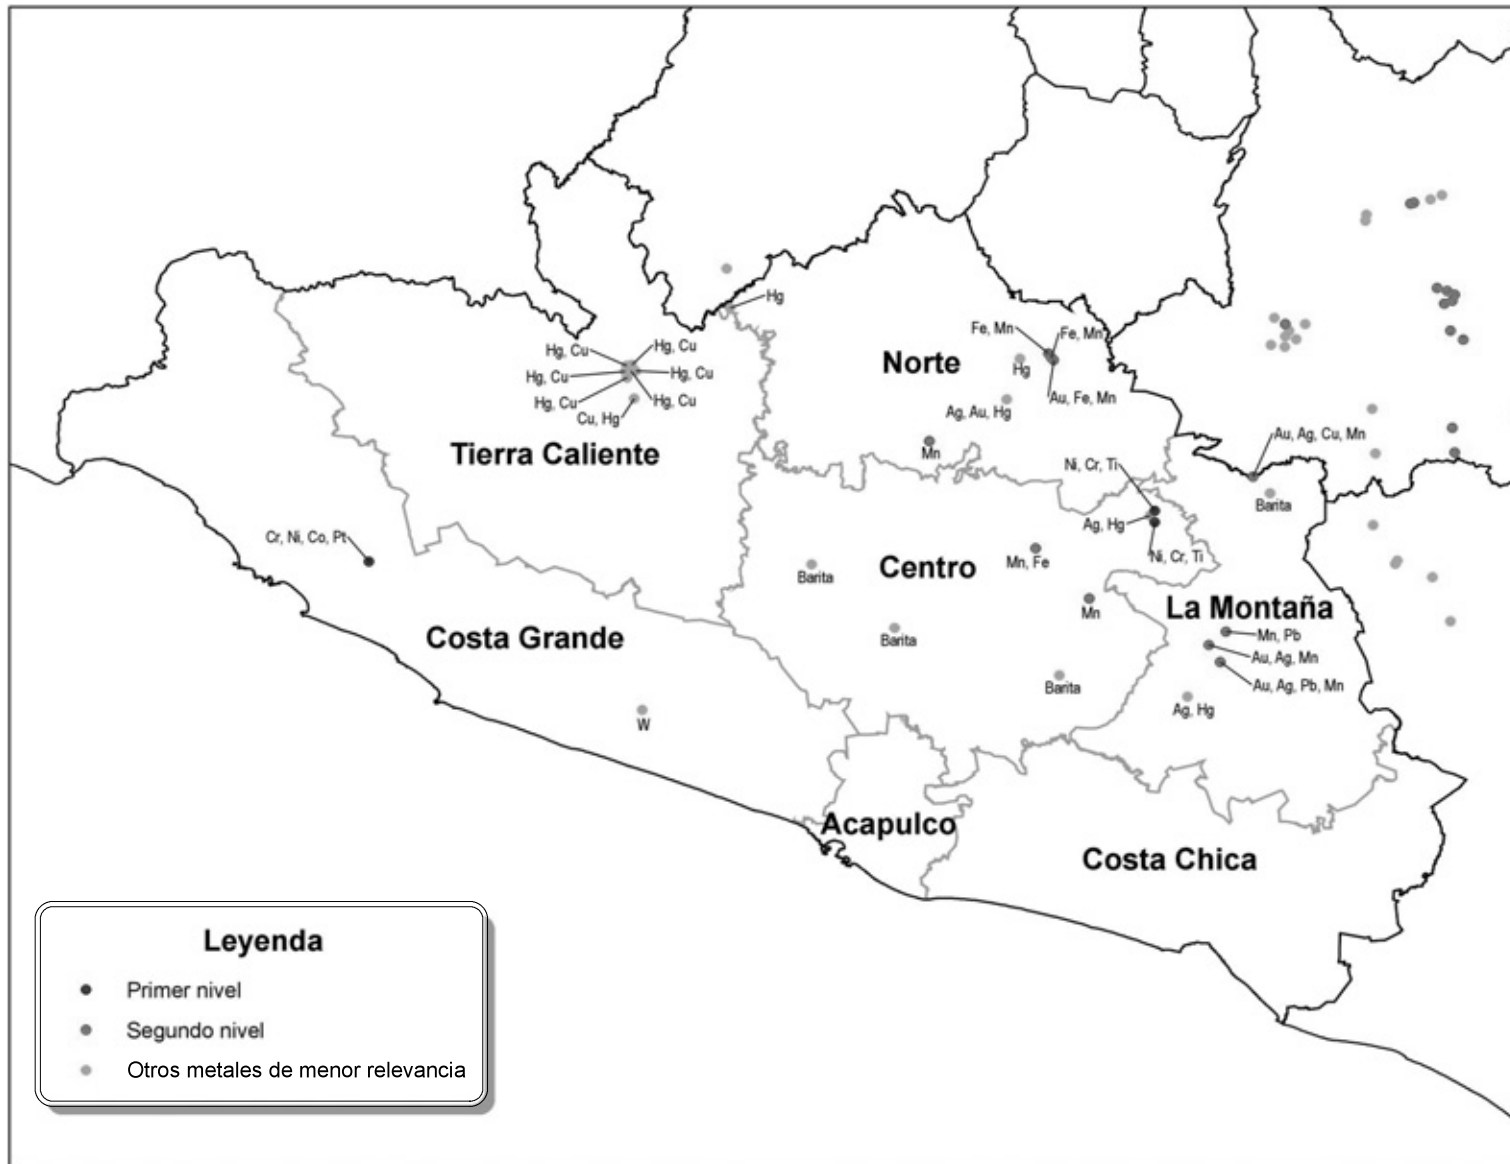 Hg
Fe, Mn
Fe, Mn
Hg, Cu
Hg, Cu
Norte
Hg
Hg, Cu
Hg, Cu
Au, Fe, Mn
Hg, Cu
Hg, Cu
Ag, Au, Hg
Cu, Hg
Au, Ag, Cu, Mn
Tierra Caliente
Mn
Ni, Cr, Ti
Barita
Ag, Hg
Cr, Ni, Co, Pt
Ni, Cr, Ti
Mn, Fe
Centro
Barita
La Montaña
Mn
Costa Grande
Mn, Pb
Barita
Au, Ag, Mn
Au, Ag, Pb, Mn
Barita
Ag, Hg
W
Acapulco
Costa Chica
Leyenda
Primer nivel
Segundo nivel
Otros metales de menor relevancia